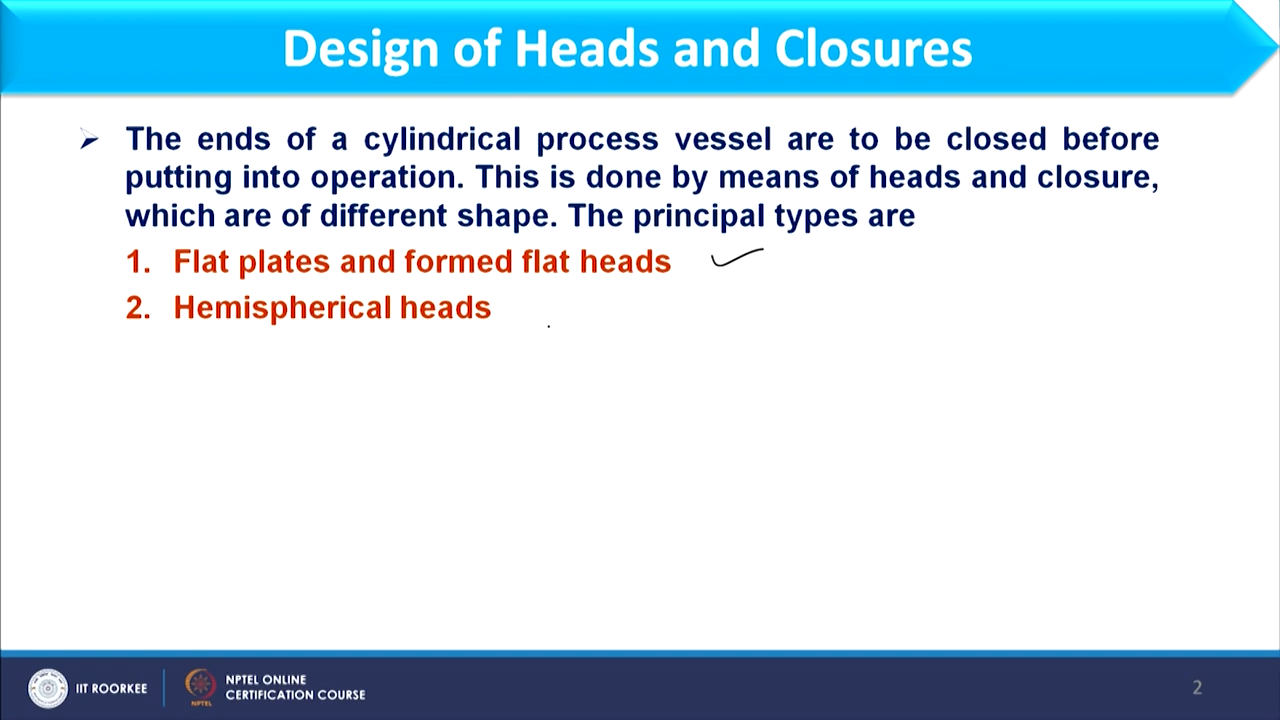 Design of Heads and Closures
➢ The ends of a cylindrical process vessel are to be closed before
putting into operation. This is done by means of heads and closure,
which are of different shape. The principal types are
1. Flat plates and formed flat heads
2. Hemispherical heads
IIT ROORKEE
NPTEL
NPTEL ONLINE
CERTIFICATION COURSE
2